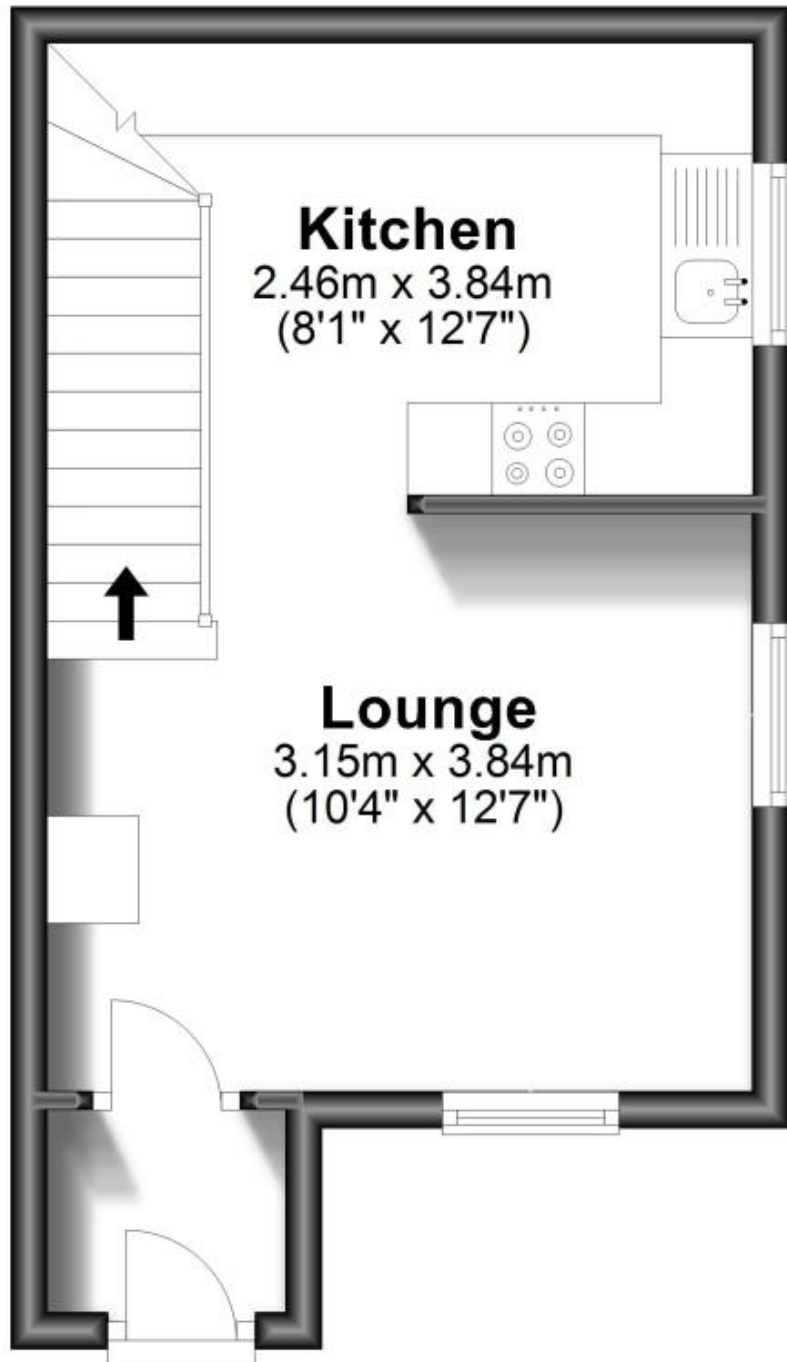 Kitchen
2.46m x 3.84m
(8'1" x 12'7")
Lounge
3.15m x 3.84m
(10'4" x 12'7")